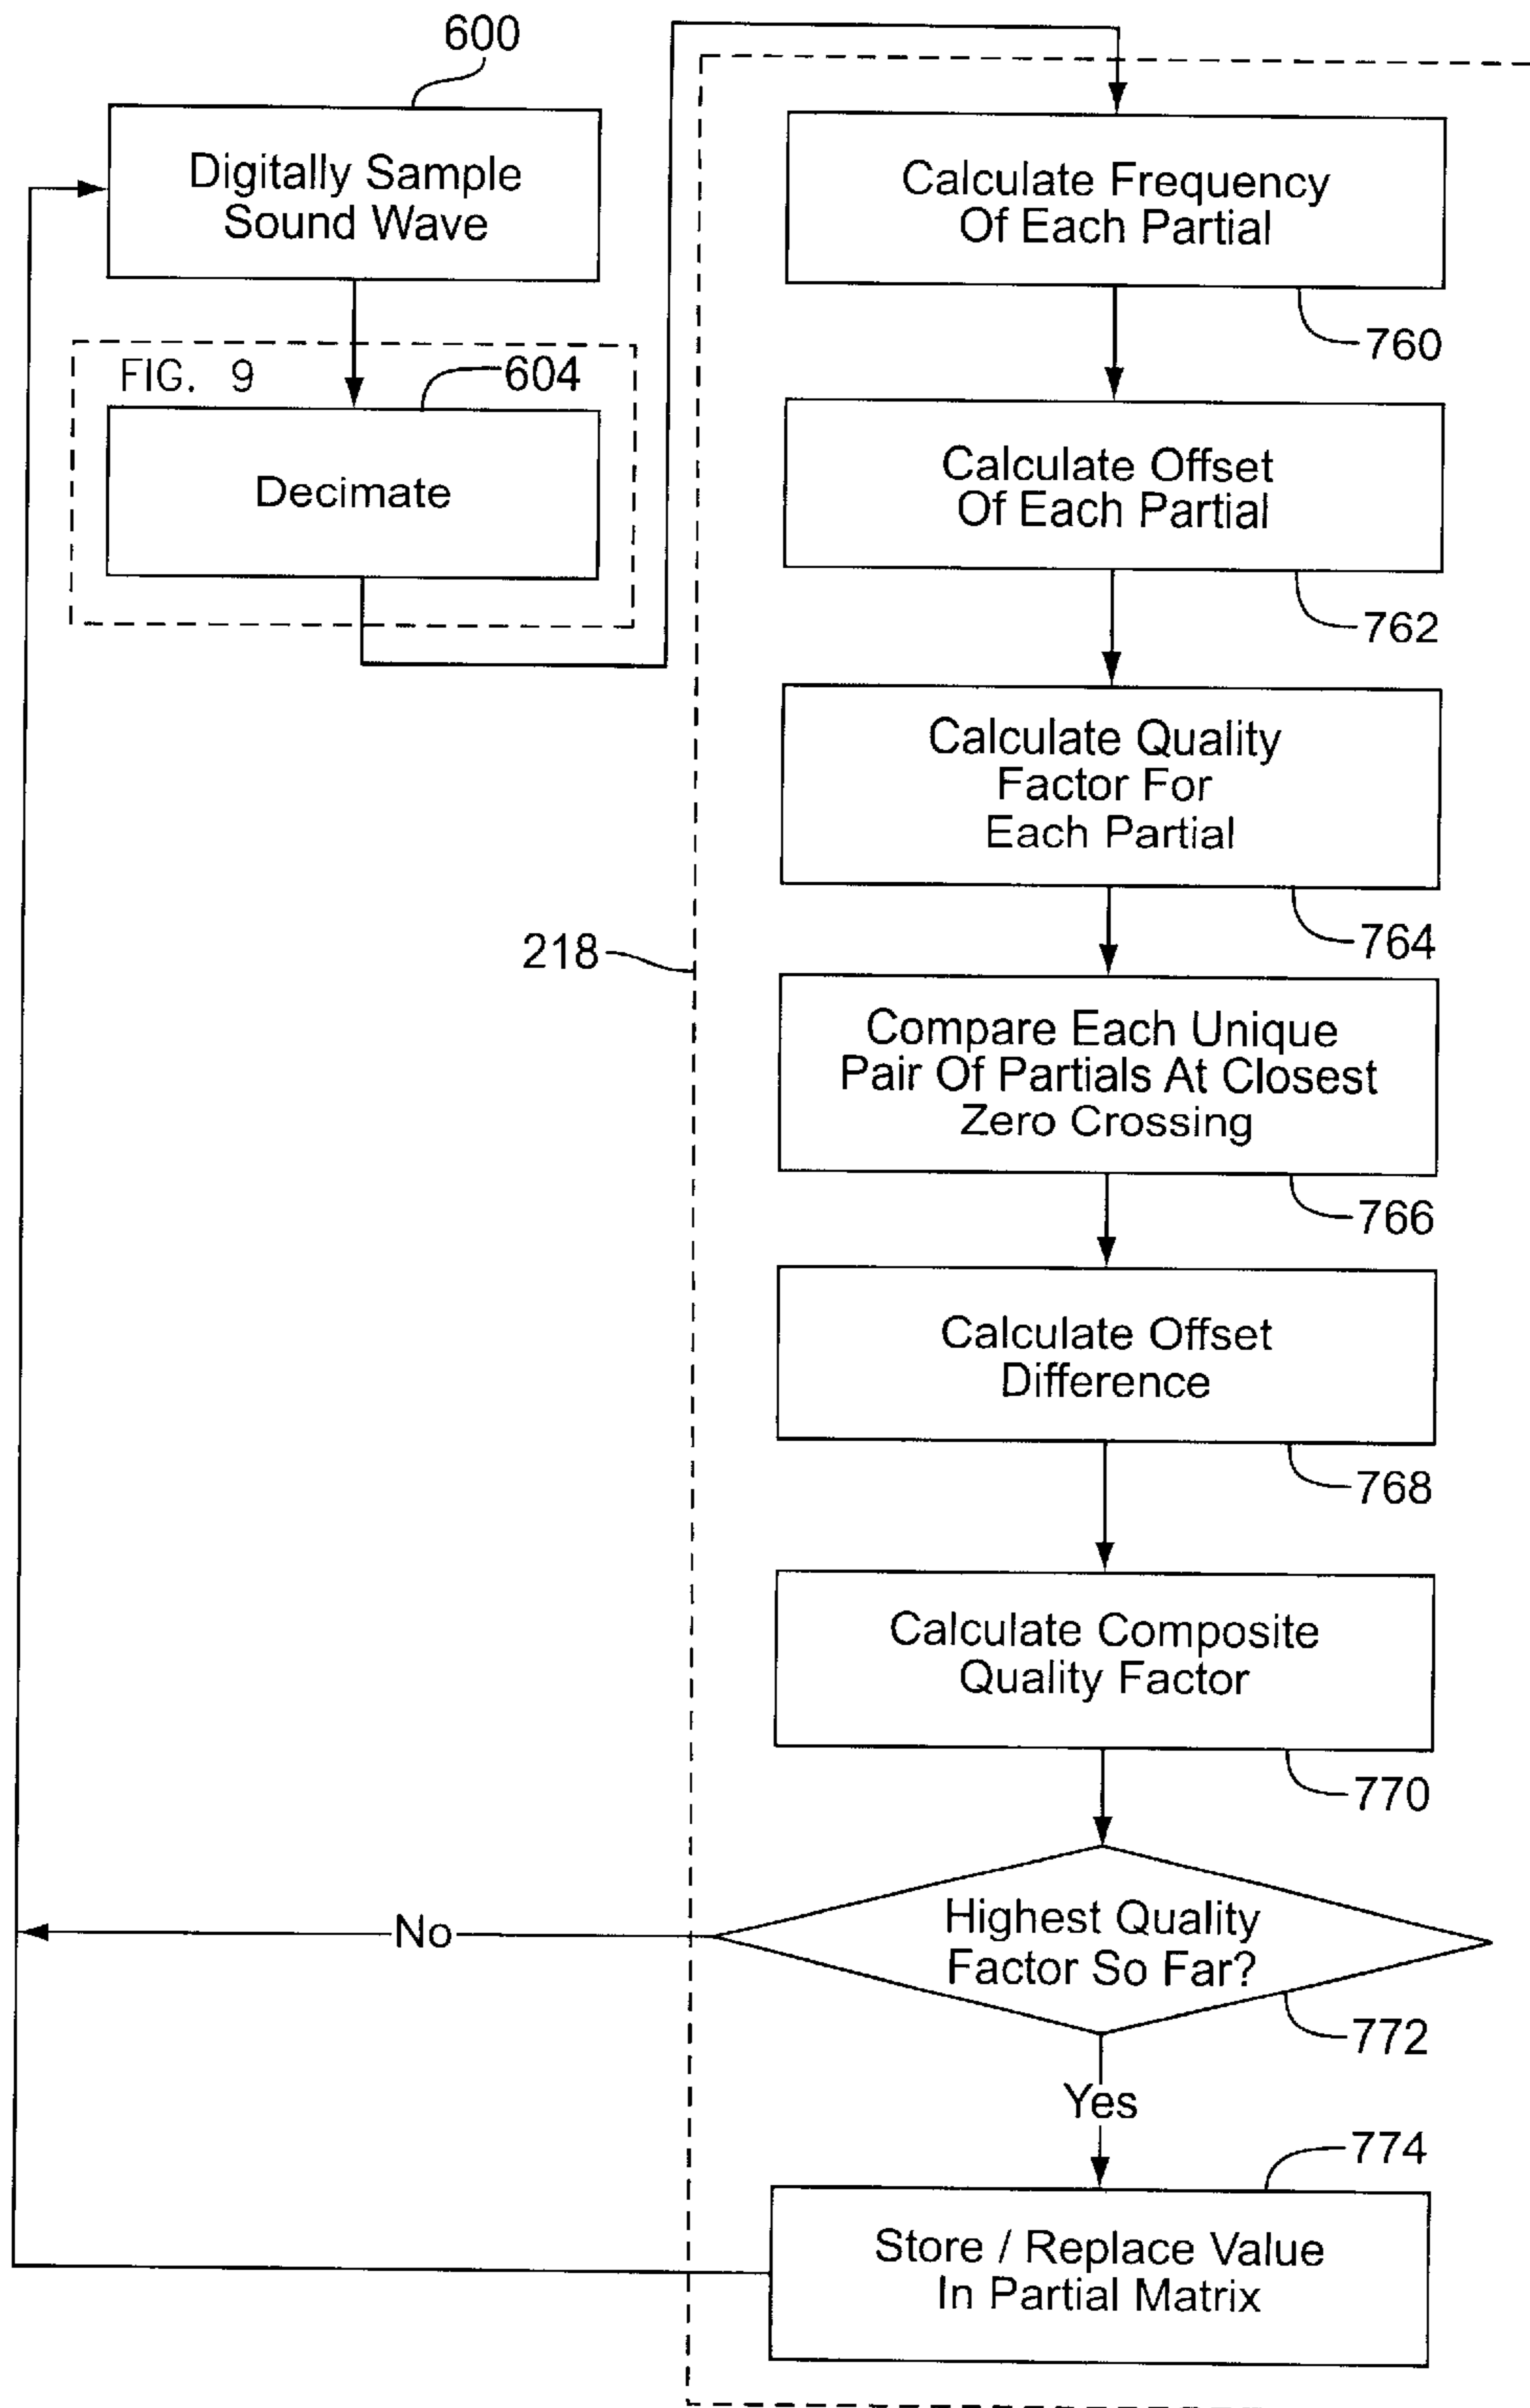 600
Digitally Sample
Sound Wave
FIG. 9
604
Decimate
Calculate Frequency
Of Each Partial
760
Calculate Offset
Of Each Partial
762
Calculate Quality
Factor For
Each Partial
764
218
Compare Each Unique
Pair Of Partials At Closest
Zero Crossing
766
Calculate Offset
Difference
768
Calculate Composite
Quality Factor
770
Highest Quality
Factor So Far?
772
No
Yes
774
Store / Replace Value
In Partial Matrix